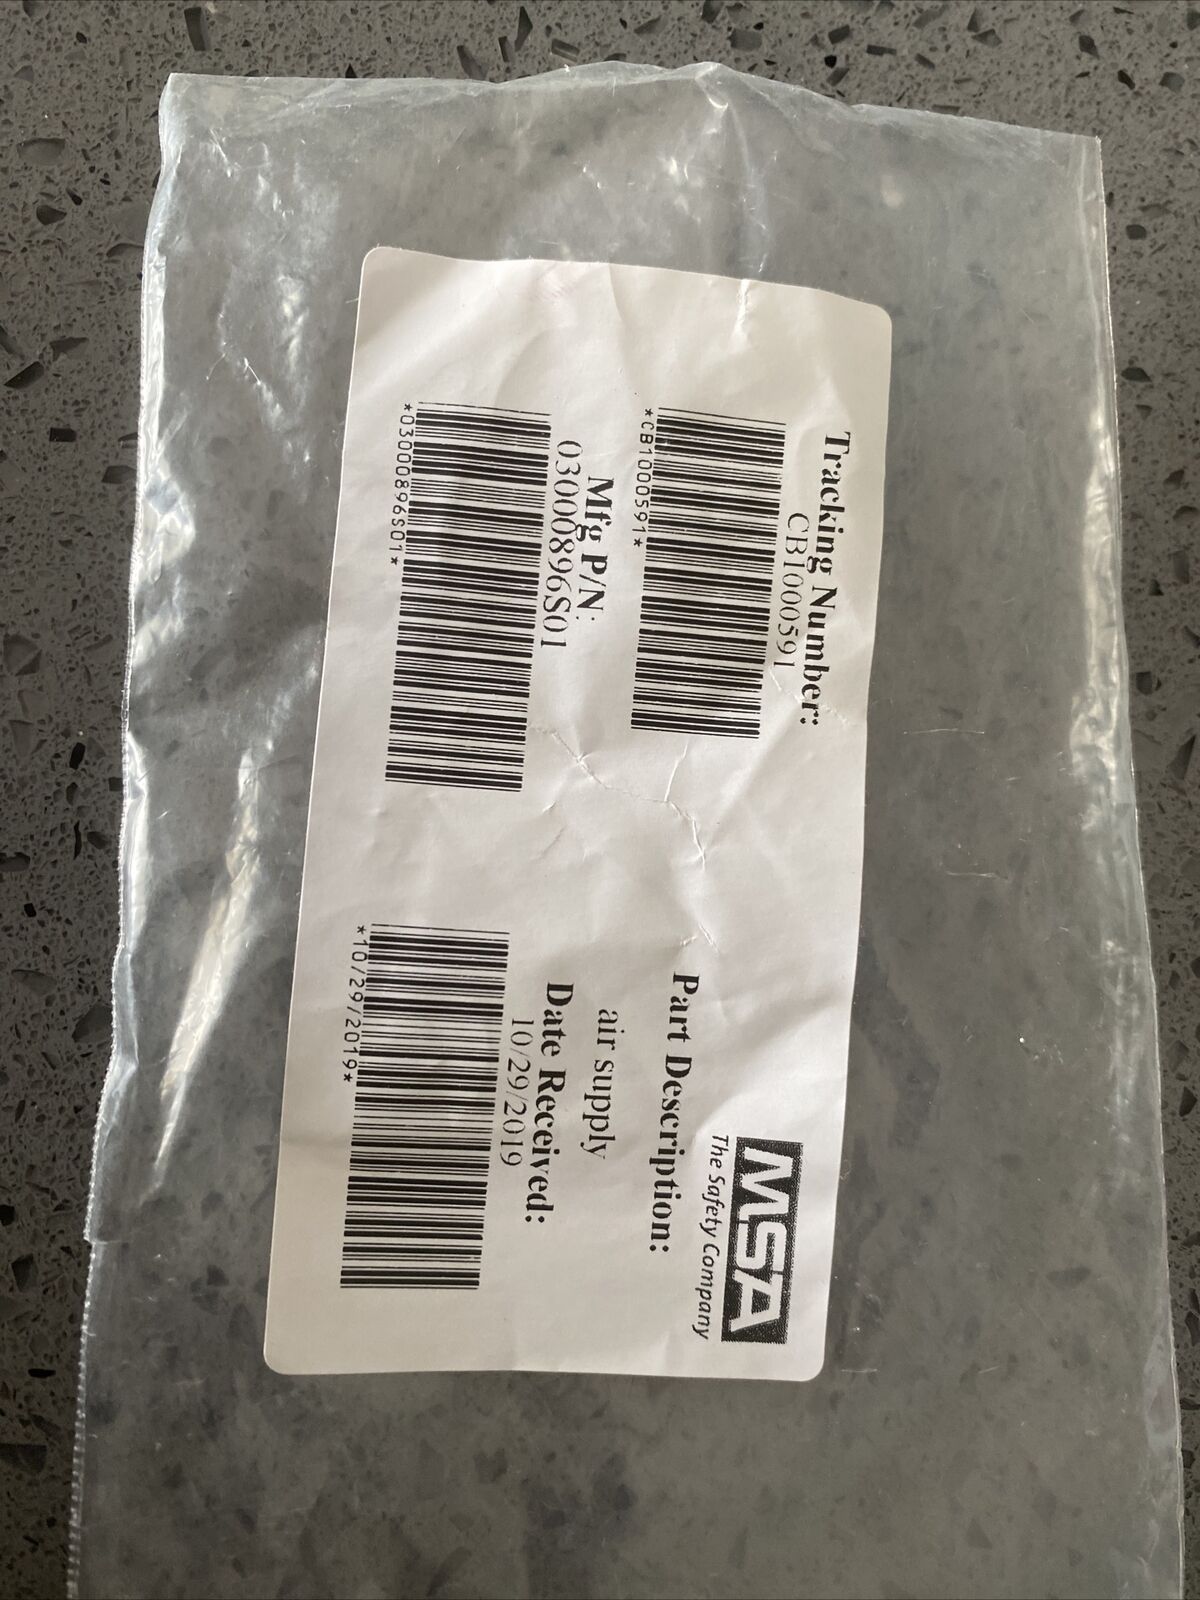 Tracking Number:
CB1000591
*CB1000591*
Mfg P/N:
03000896S01
*03000896S01*
MSA
The Safety Company
Part Description:
air supply
Date Received:
10/29/2019
*10/29/2019*